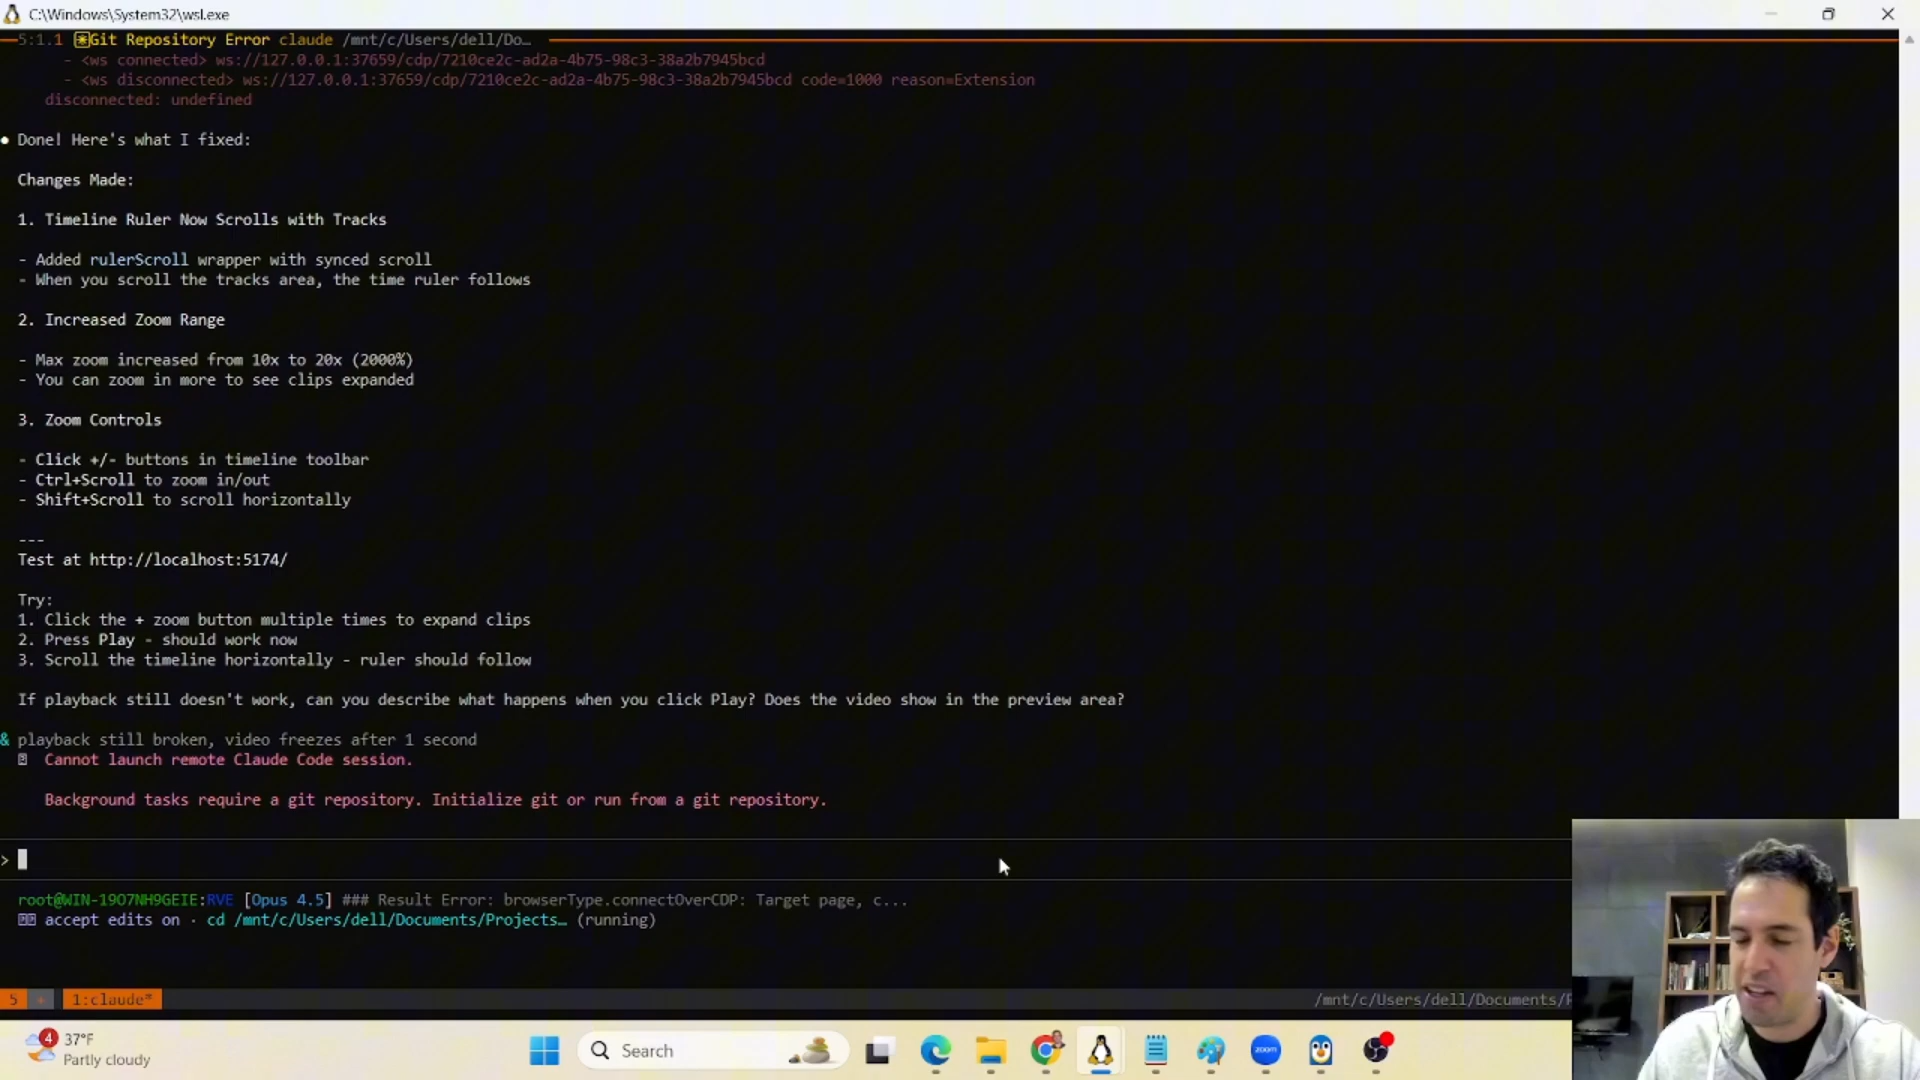 C:\Windows\System32\wsl.exe
5:1.1 Git Repository Error claude /mnt/c/Users/dell/Do…
- <ws connected> ws://127.0.0.1:37659/cdp/7210ce2c-ad2a-4b75-98c3-38a2b7945bcd
- <ws disconnected> ws://127.0.0.1:37659/cdp/7210ce2c-ad2a-4b75-98c3-38a2b7945bcd code=1000 reason=Extension
disconnected: undefined
● Done! Here's what I fixed:
Changes Made:
1. Timeline Ruler Now Scrolls with Tracks
- Added rulerScroll wrapper with synced scroll
- When you scroll the tracks area, the time ruler follows
2. Increased Zoom Range
- Max zoom increased from 10x to 20x (2000%)
- You can zoom in more to see clips expanded
3. Zoom Controls
- Click +/- buttons in timeline toolbar
- Ctrl+Scroll to zoom in/out
- Shift+Scroll to scroll horizontally
---
Test at http://localhost:5174/
Try:
1. Click the + zoom button multiple times to expand clips
2. Press Play - should work now
3. Scroll the timeline horizontally - ruler should follow
If playback still doesn't work, can you describe what happens when you click Play? Does the video show in the preview area?
& playback still broken, video freezes after 1 second
Cannot launch remote Claude Code session.
Background tasks require a git repository. Initialize git or run from a git repository.
>
root@WIN-19O7NH9GEIE:RVE [Opus 4.5] ### Result Error: browserType.connectOverCDP: Target page, c...
accept edits on · cd /mnt/c/Users/dell/Documents/Projects… (running)
5 + 1:claude* /mnt/c/Users/dell/Documents/P
4 37°F
Partly cloudy
Search
zoom